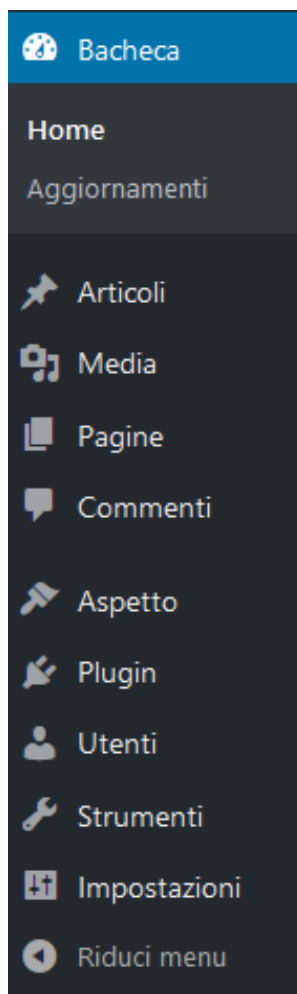 Bacheca
Home
Aggiornamenti
Articoli
Media
Pagine
Commenti
Aspetto
Plugin
Utenti
Strumenti
Impostazioni
Riduci menu